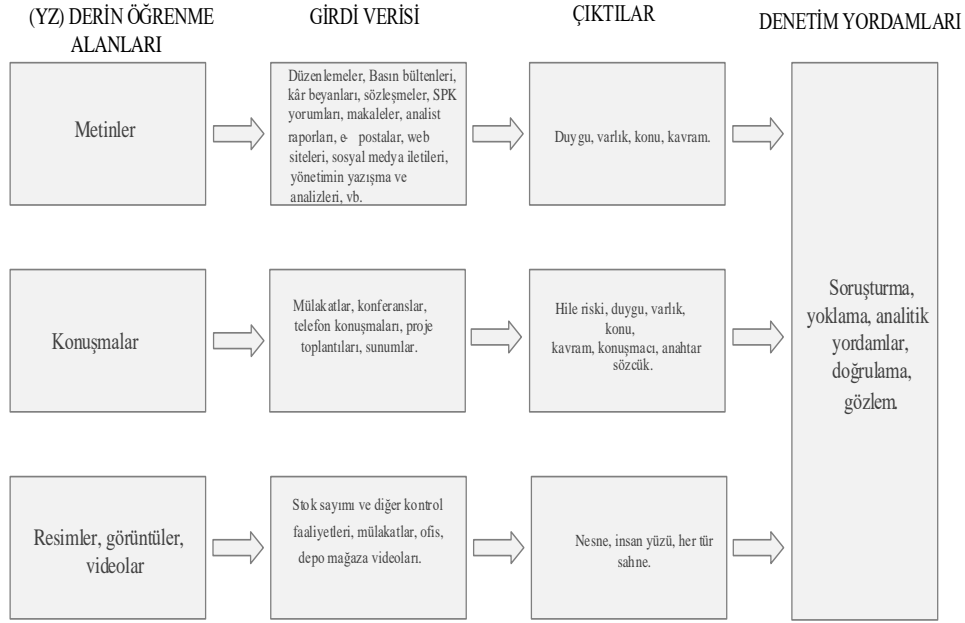 (YZ) DERİN ÖĞRENME
ALANLARI
GİRDİ VERİSİ
ÇIKTILAR
DENETİM YORDAMLARI
Metinler
Düzenlemeler, Basın bültenleri,
kâr beyanları, sözleşmeler, SPK
yorumları, makaleler, analist
raporları, e- postalar, web
siteleri, sosyal medya iletileri,
yönetimin yazışma ve
analizleri, vb.
Duygu, varlık, konu, kavram.
Konuşmalar
Mülakatlar, konferanslar,
telefon konuşmaları, proje
toplantıları, sunumlar.
Hile riski, duygu, varlık,
konu,
kavram, konuşmacı, anahtar
sözcük.
Resimler, görüntüler,
videolar
Stok sayımı ve diğer kontrol
faaliyetleri, mülakatlar, ofis,
depo mağaza videoları.
Nesne, insan yüzü, her tür
sahne.
Soruşturma,
yoklama, analitik
yordamlar,
doğrulama,
gözlem.